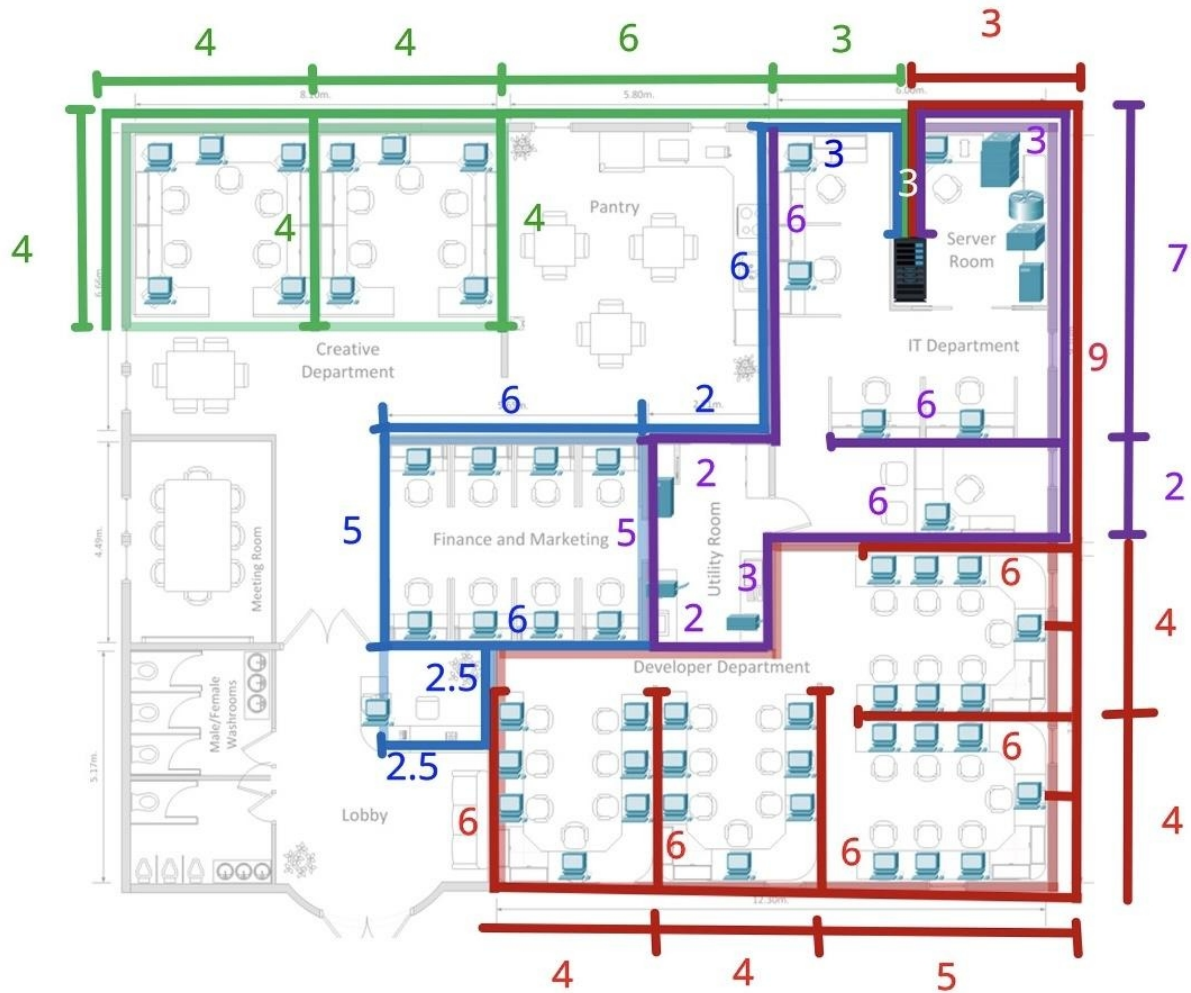 4 4 6 3 3
8.10m. 5.80m. 6.00m.
3 3
3
Pantry
4 4 4 6 6
Server
Room
7
Creative
Department
IT Department
9
6 2
6
2
6
2
5 Finance and Marketing 5
Utility Room
Meeting Room
4.49m.
6 2 3
6
4
2.5 Developer Department
Male/Female
Washrooms
5.17m.
2.5
6
Lobby
6 6 6
4
12.30m.
4 4 5